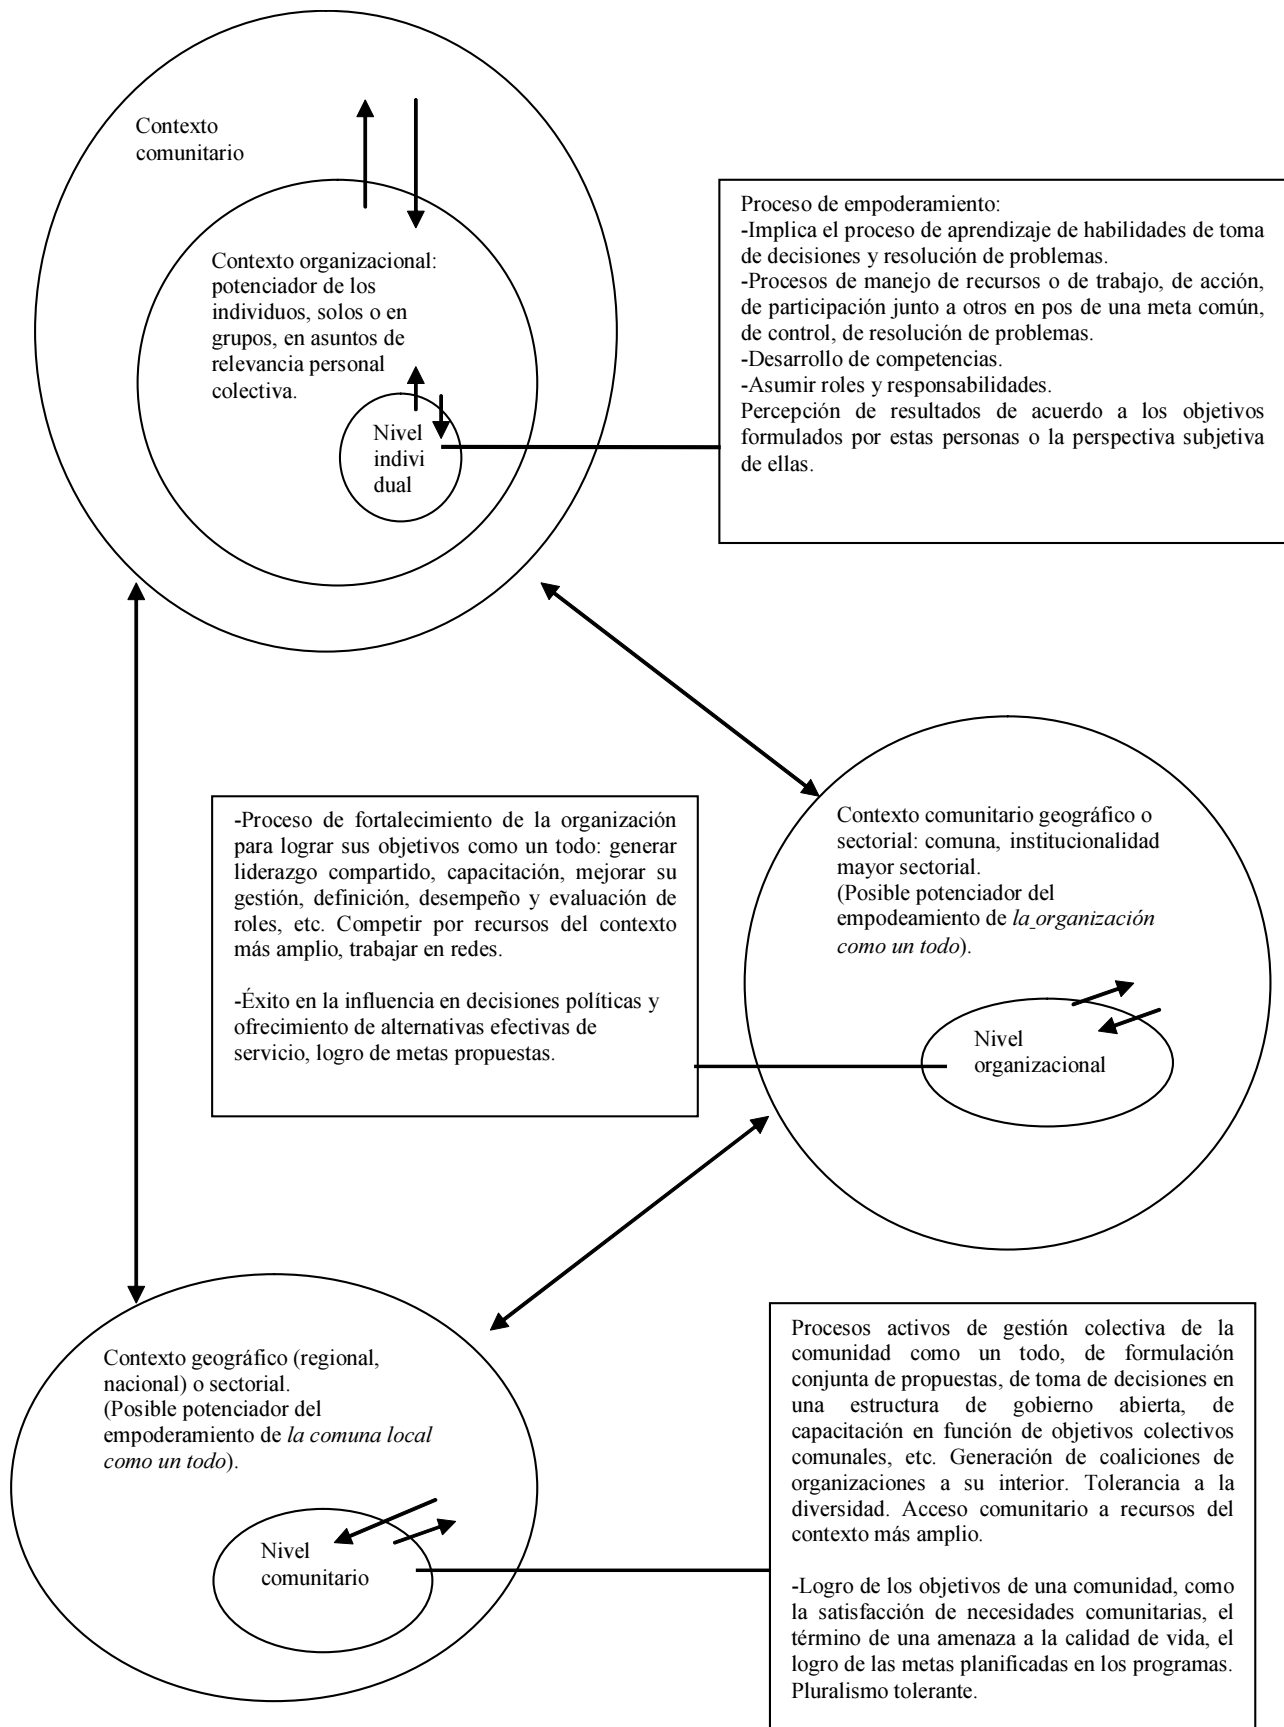 Contexto
comunitario
Contexto organizacional:
potenciador de los
individuos, solos o en
grupos, en asuntos de
relevancia personal
colectiva.
Nivel
indivi
dual
Proceso de empoderamiento:
-Implica el proceso de aprendizaje de habilidades de toma
de decisiones y resolución de problemas.
-Procesos de manejo de recursos o de trabajo, de acción,
de participación junto a otros en pos de una meta común,
de control, de resolución de problemas.
-Desarrollo de competencias.
-Asumir roles y responsabilidades.
Percepción de resultados de acuerdo a los objetivos
formulados por estas personas o la perspectiva subjetiva
de ellas.
-Proceso de fortalecimiento de la organización
para lograr sus objetivos como un todo: generar
liderazgo compartido, capacitación, mejorar su
gestión, definición, desempeño y evaluación de
roles, etc. Competir por recursos del contexto
más amplio, trabajar en redes.
-Éxito en la influencia en decisiones políticas y
ofrecimiento de alternativas efectivas de
servicio, logro de metas propuestas.
Contexto comunitario geográfico o
sectorial: comuna, institucionalidad
mayor sectorial.
(Posible potenciador del
empodeamiento de la organización
como un todo).
Nivel
organizacional
Contexto geográfico (regional,
nacional) o sectorial.
(Posible potenciador del
empoderamiento de la comuna local
como un todo).
Nivel
comunitario
Procesos activos de gestión colectiva de la
comunidad como un todo, de formulación
conjunta de propuestas, de toma de decisiones en
una estructura de gobierno abierta, de
capacitación en función de objetivos colectivos
comunales, etc. Generación de coaliciones de
organizaciones a su interior. Tolerancia a la
diversidad. Acceso comunitario a recursos del
contexto más amplio.
-Logro de los objetivos de una comunidad, como
la satisfacción de necesidades comunitarias, el
término de una amenaza a la calidad de vida, el
logro de las metas planificadas en los programas.
Pluralismo tolerante.